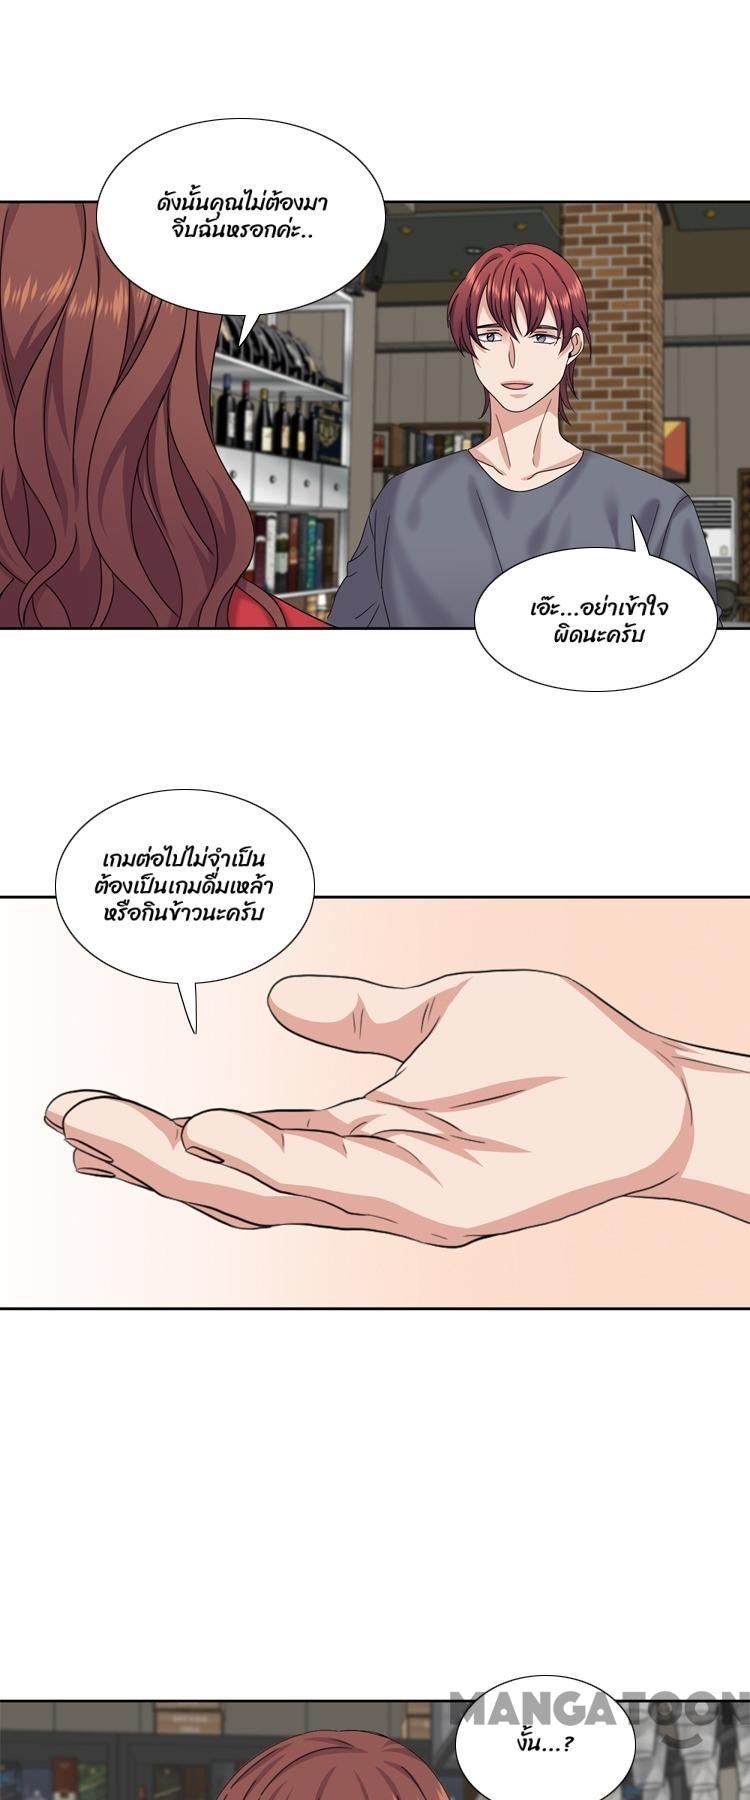 ดังนั้นคุณไม่ต้องมา
จีบฉันหรอกค่ะ..
เอ๊ะ...อย่าเข้าใจ
ผิดนะครับ
เกมต่อไปไม่จำเป็น
ต้องเป็นเกมดื่มเหล้า
หรือกินข้าวนะครับ
MANGATOON
งั้น...?